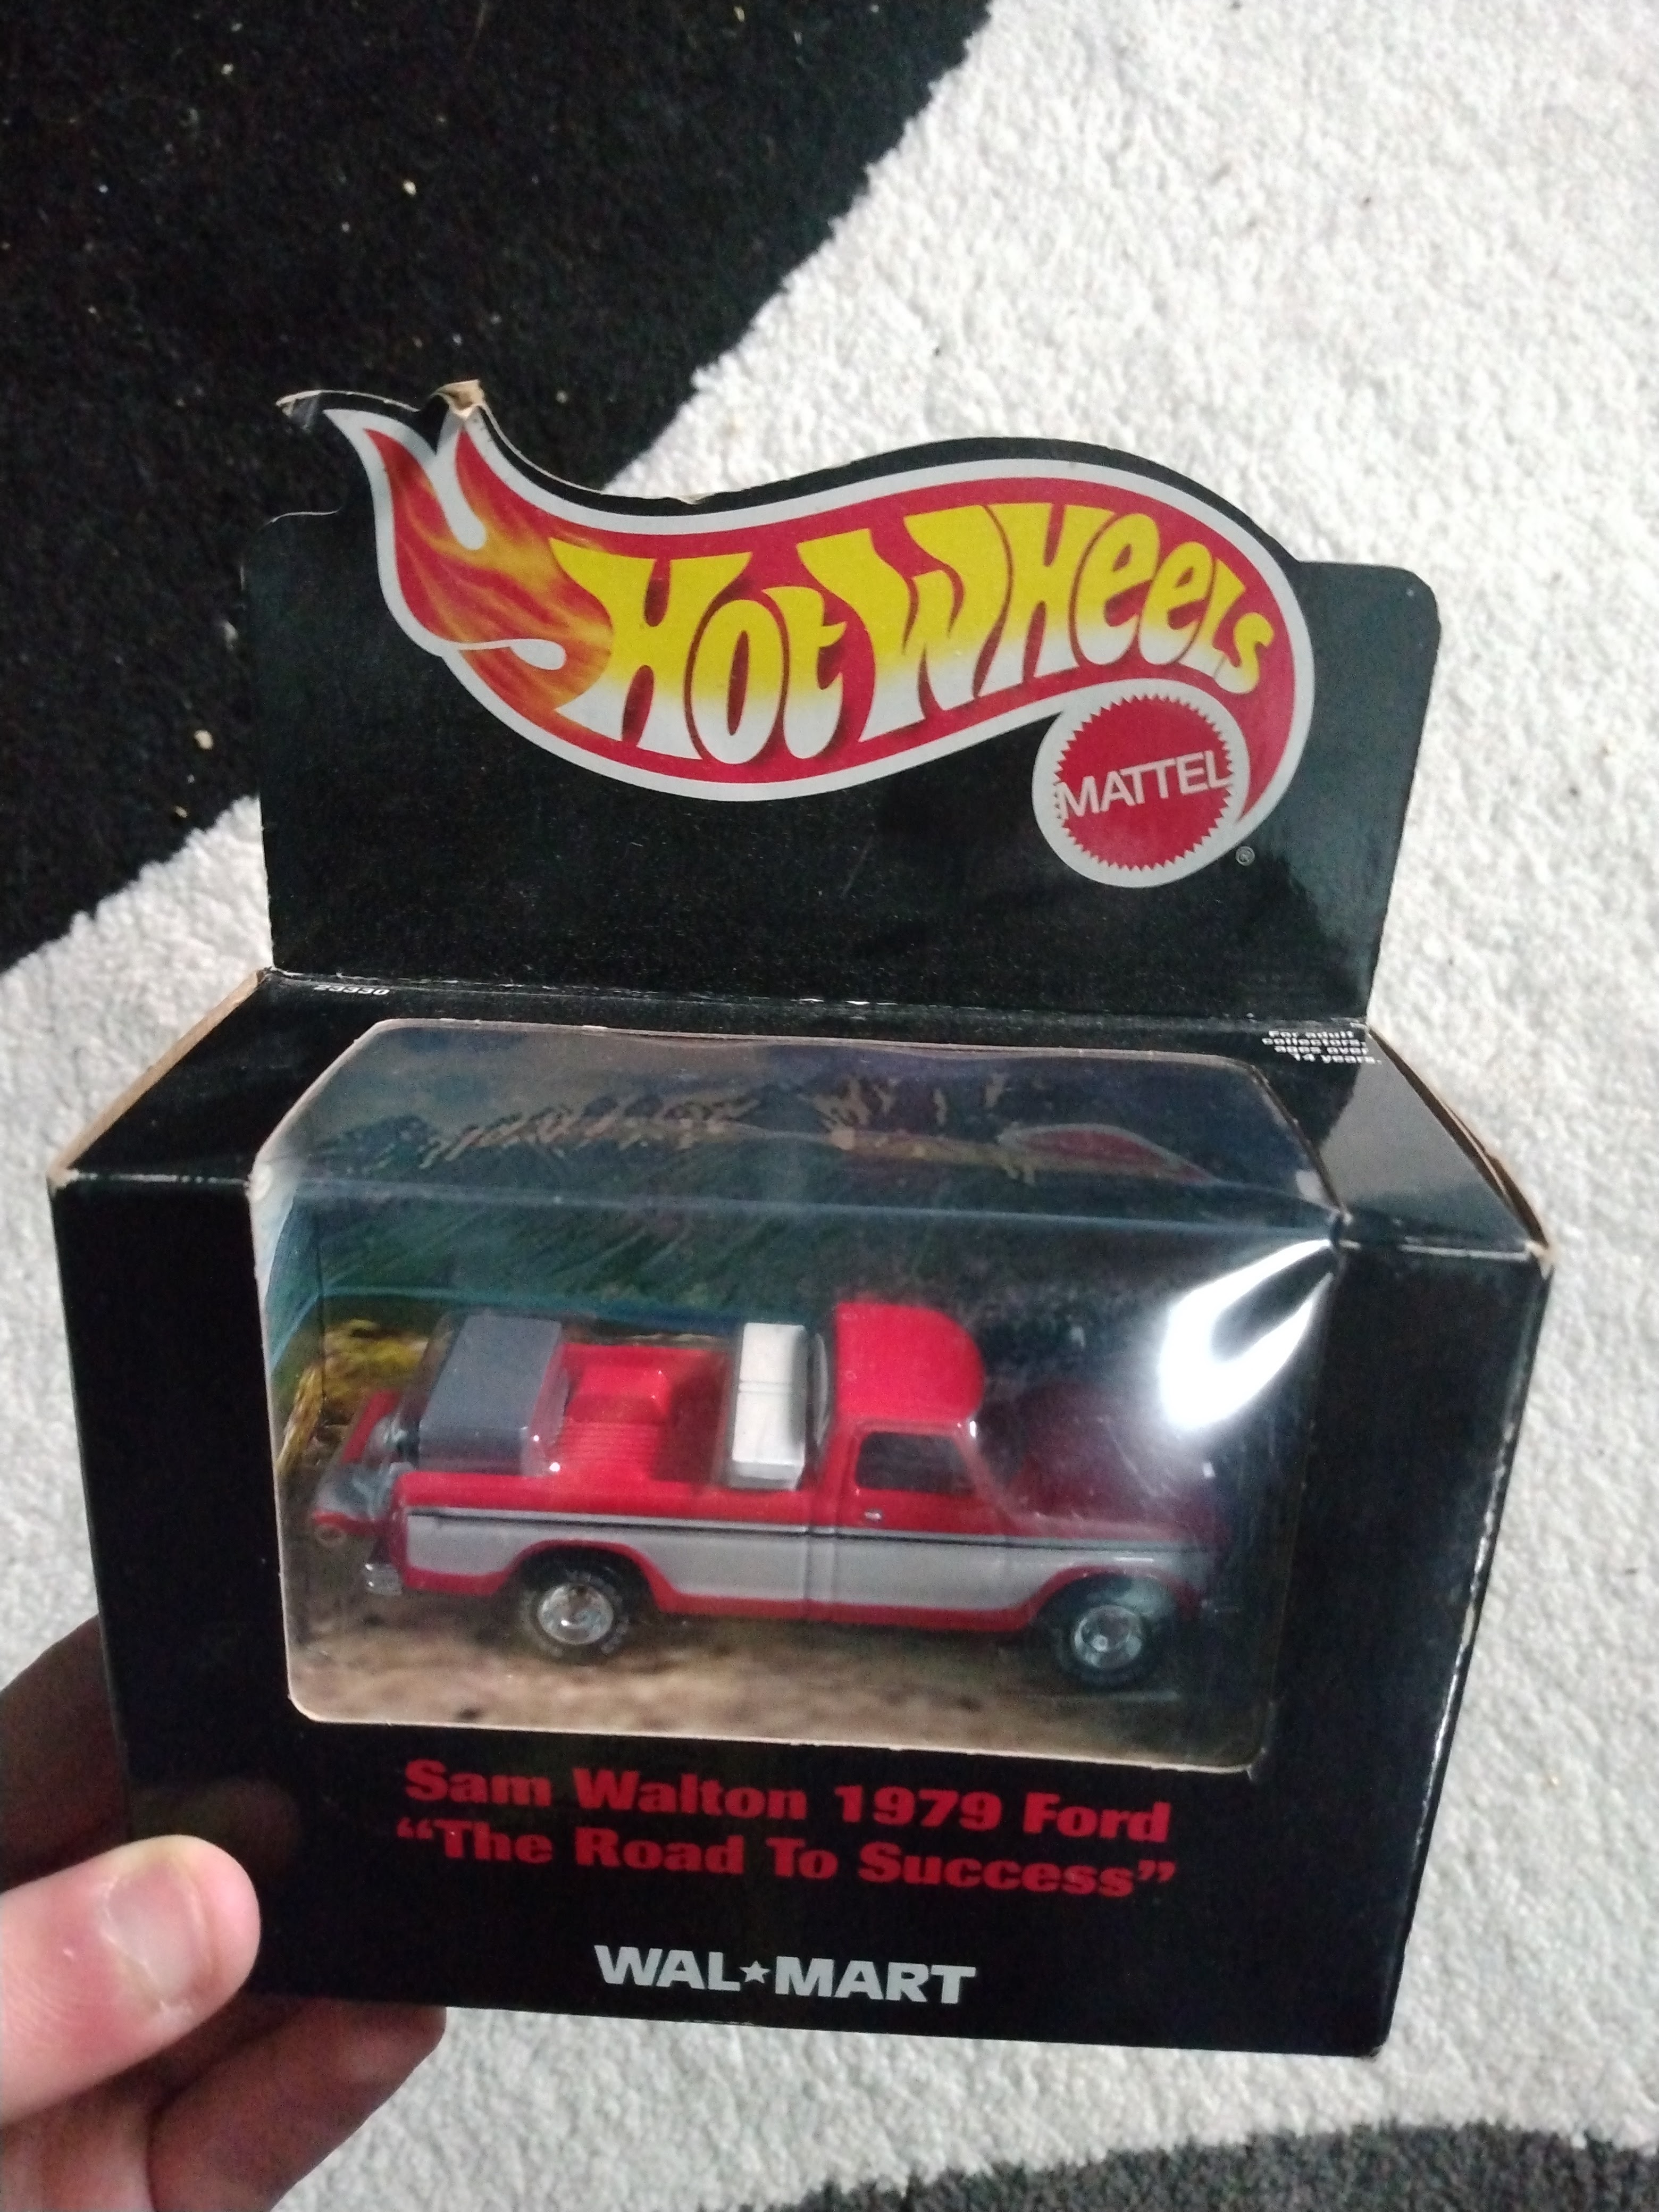 Hot Wheels
MATTEL
®
For adult
collectors,
ages over
14 years.
Sam Walton 1979 Ford
“The Road To Success”
WAL★MART